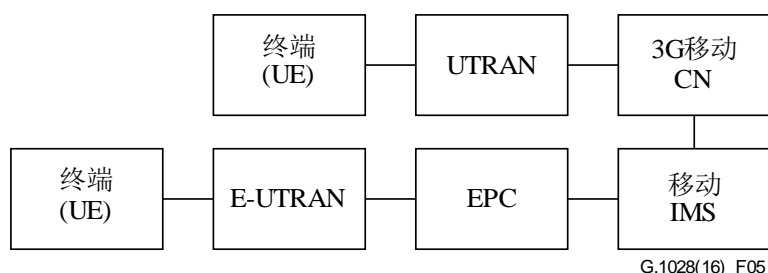 终端
(UE)
UTRAN
3G移动
CN
终端
(UE)
E-UTRAN
EPC
移动
IMS
G.1028(16)_F05